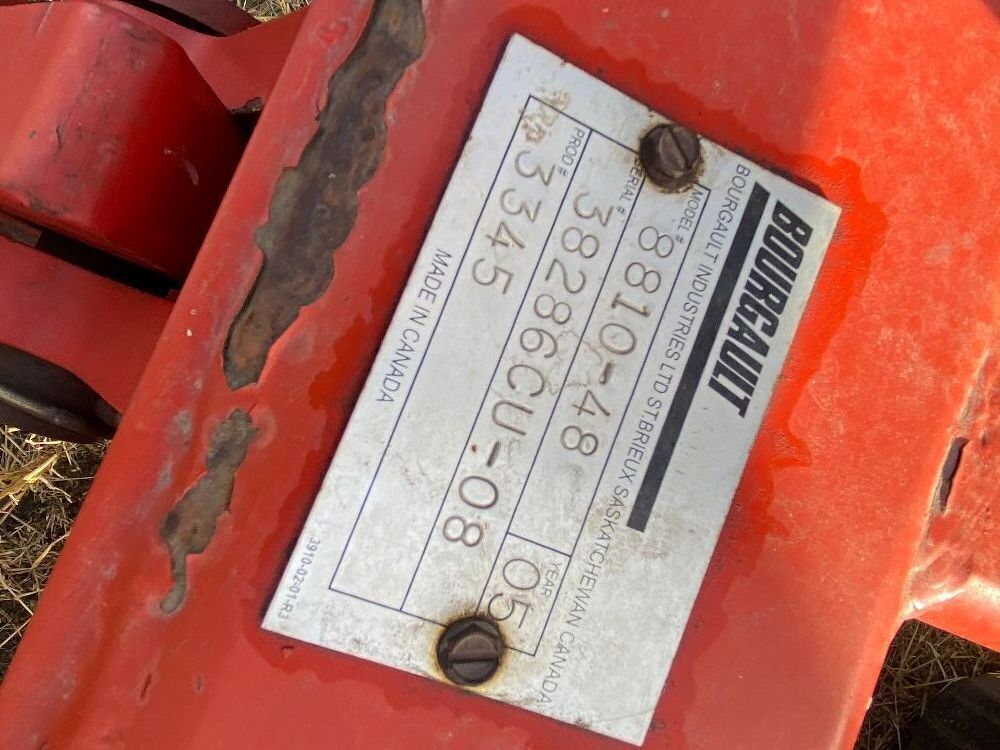 BOURGAULT
BOURGAULT INDUSTRIES LTD ST.BRIEUX SASKATCHEWAN CANADA
MODEL # YEAR
8810-48 05
SERIAL #
38286CU-08
PROD #
3345
MADE IN CANADA
3910-02-01-R3